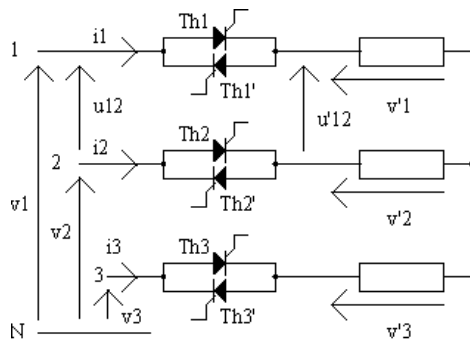 1 i1 Th1
Th1' v'1
u12 u'12
2 i2 Th2
Th2' v'2
v1 v2
i3 Th3
3
v3 Th3' v'3
N